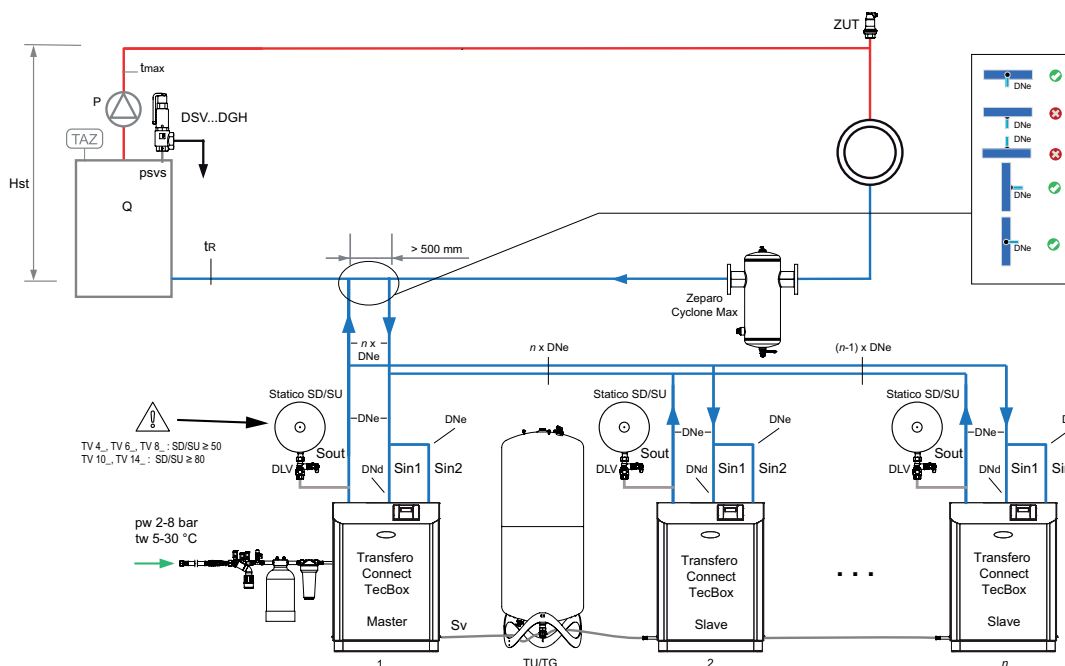 ZUT
tmax
P
DSV...DGH
TAZ
psvs
Hst
Q
tR
> 500 mm
Zeparo
Cyclone Max
DNe
DNe
DNe
DNe
DNe
n x
DNe
n x DNe
(n-1) x DNe
Statico SD/SU
Statico SD/SU
Statico SD/SU
DNe
DNe
DNe
DNe
DNe
TV 4_, TV 6_, TV 8_ : SD/SU ≥ 50
TV 10_, TV 14_ : SD/SU ≥ 80
Sout
Sout
Sout
DLV
DNd
Sin1
Sin2
DLV
DNd
Sin1
Sin2
DLV
DNd
Sin1
pw 2-8 bar
tw 5-30 °C
Transfero
Connect
TecBox
Master
Transfero
Connect
TecBox
Slave
...
Transfero
Connect
TecBox
Slave
Sv
1
TU/TG
2
n